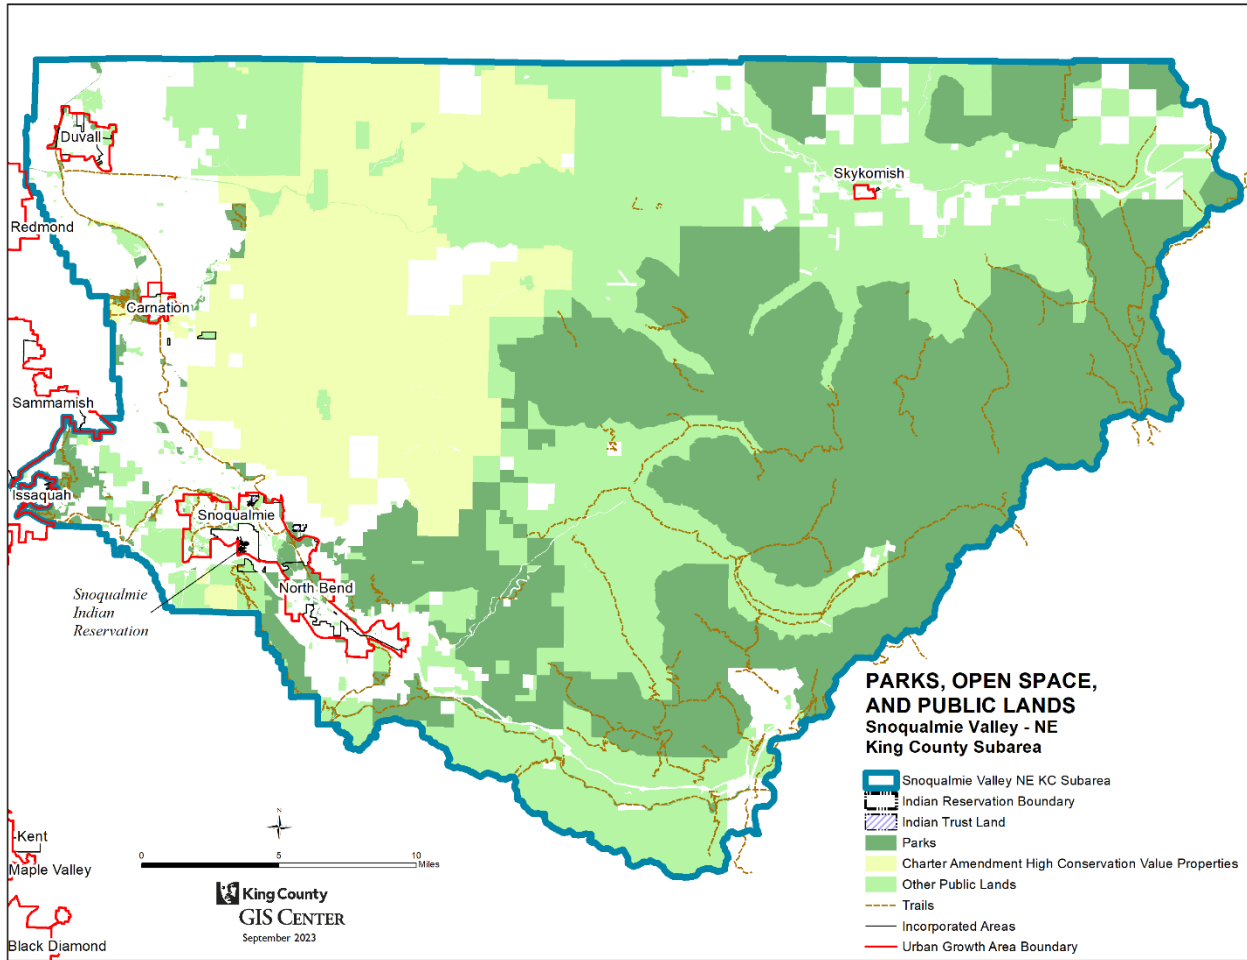 Duvall
Skykomish
Redmond
Carnation
Sammamish
Issaquah
Snoqualmie
North Bend
Snoqualmie
Indian
Reservation
PARKS, OPEN SPACE,
AND PUBLIC LANDS
Snoqualmie Valley - NE
King County Subarea
Snoqualmie Valley NE KC Subarea
Indian Reservation Boundary
Indian Trust Land
Parks
Charter Amendment High Conservation Value Properties
Other Public Lands
Trails
Incorporated Areas
Urban Growth Area Boundary
N
Kent
Maple Valley
Black Diamond
0 5 10
Miles
King County
GIS CENTER
September 2023